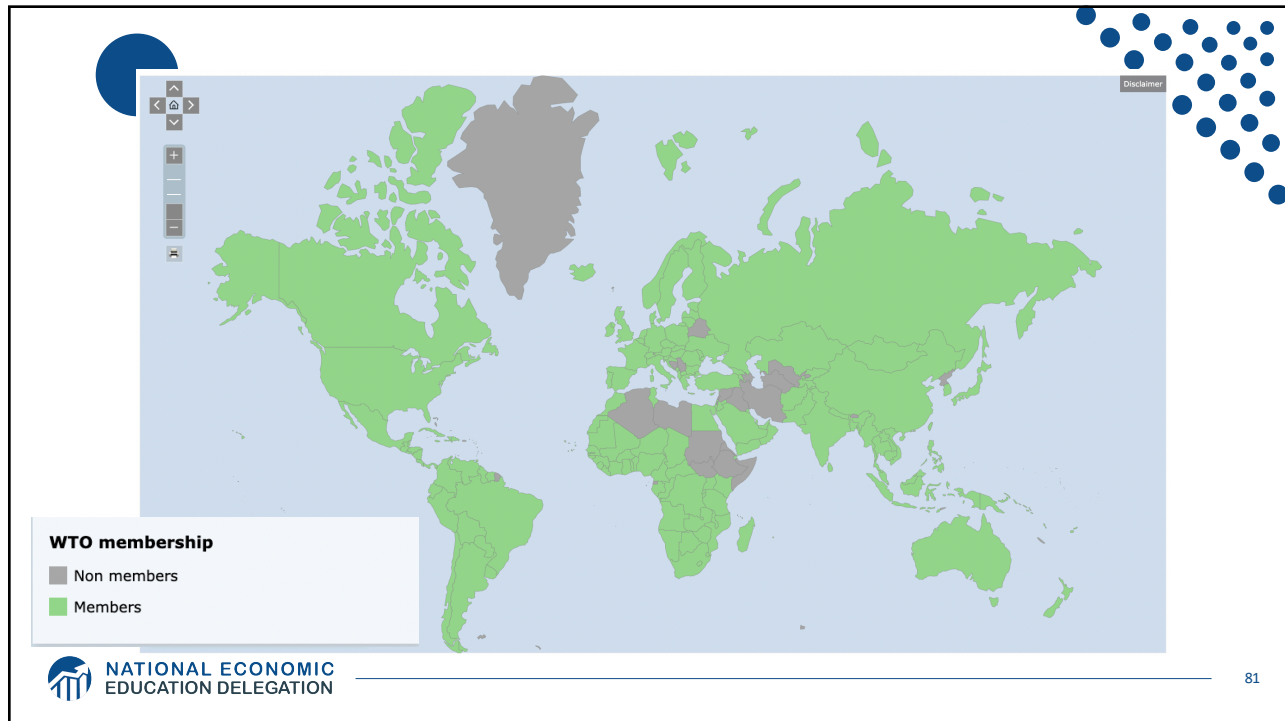 Disclaimer
WTO membership
Non members
Members
NATIONAL ECONOMIC
EDUCATION DELEGATION
81